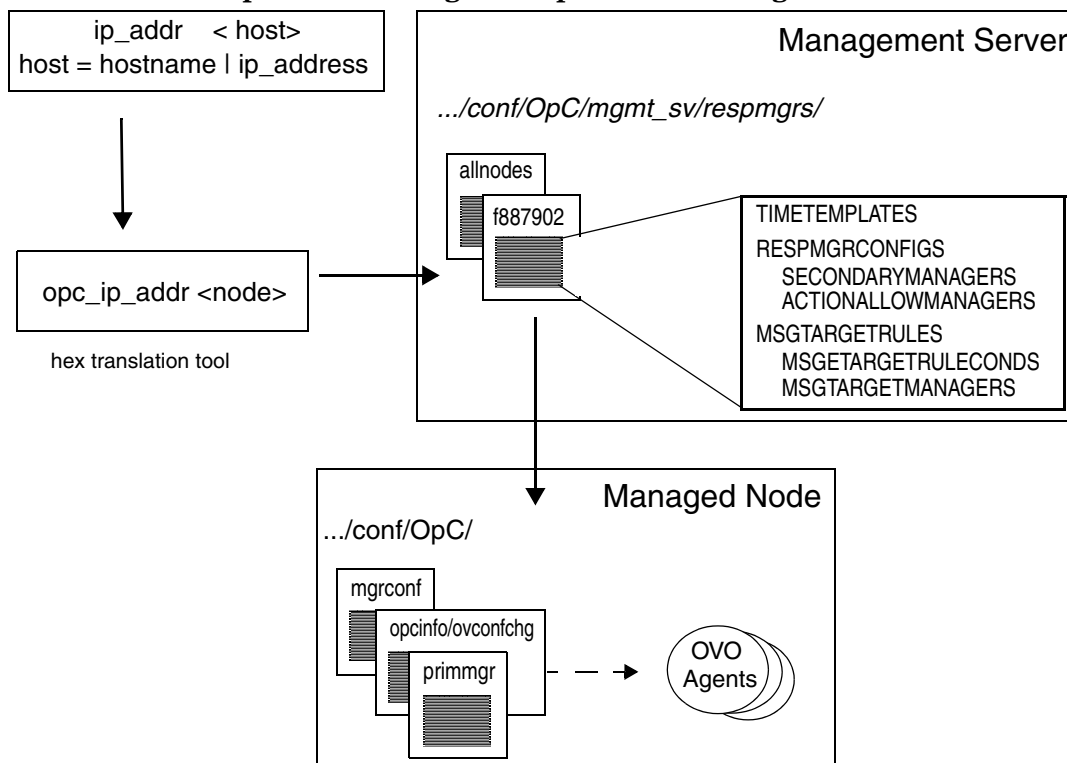 ip_addr < host>
host = hostname | ip_address
Management Server
.../conf/OpC/mgmt_sv/respmgrs/
allnodes
f887902
TIMETEMPLATES
RESPMGRCONFIGS
SECONDARYMANAGERS
ACTIONALLOWMANAGERS
MSGTARGETRULES
MSGETARGETRULECONDS
MSGTARGETMANAGERS
opc_ip_addr <node>
hex translation tool
Managed Node
.../conf/OpC/
mgrconf
opcinfo/ovconfchg
primmgr
OVO
Agents